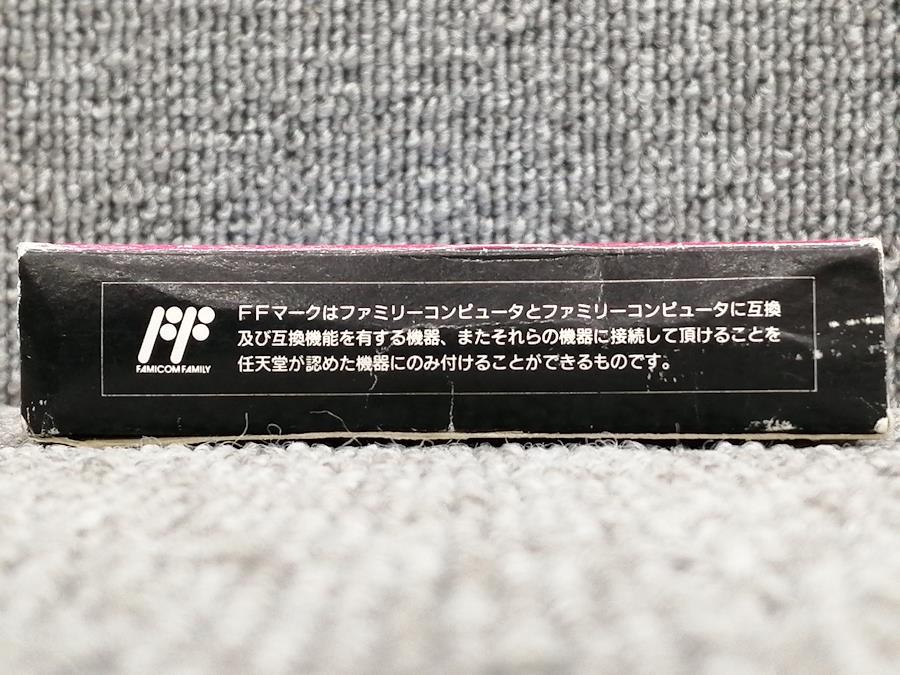 FF
FAMICOM FAMILY
FFマークはファミリーコンピュータとファミリーコンピュータに互換
及び互換機能を有する機器、またそれらの機器に接続して頂けることを
任天堂が認めた機器にのみ付けることができるものです。